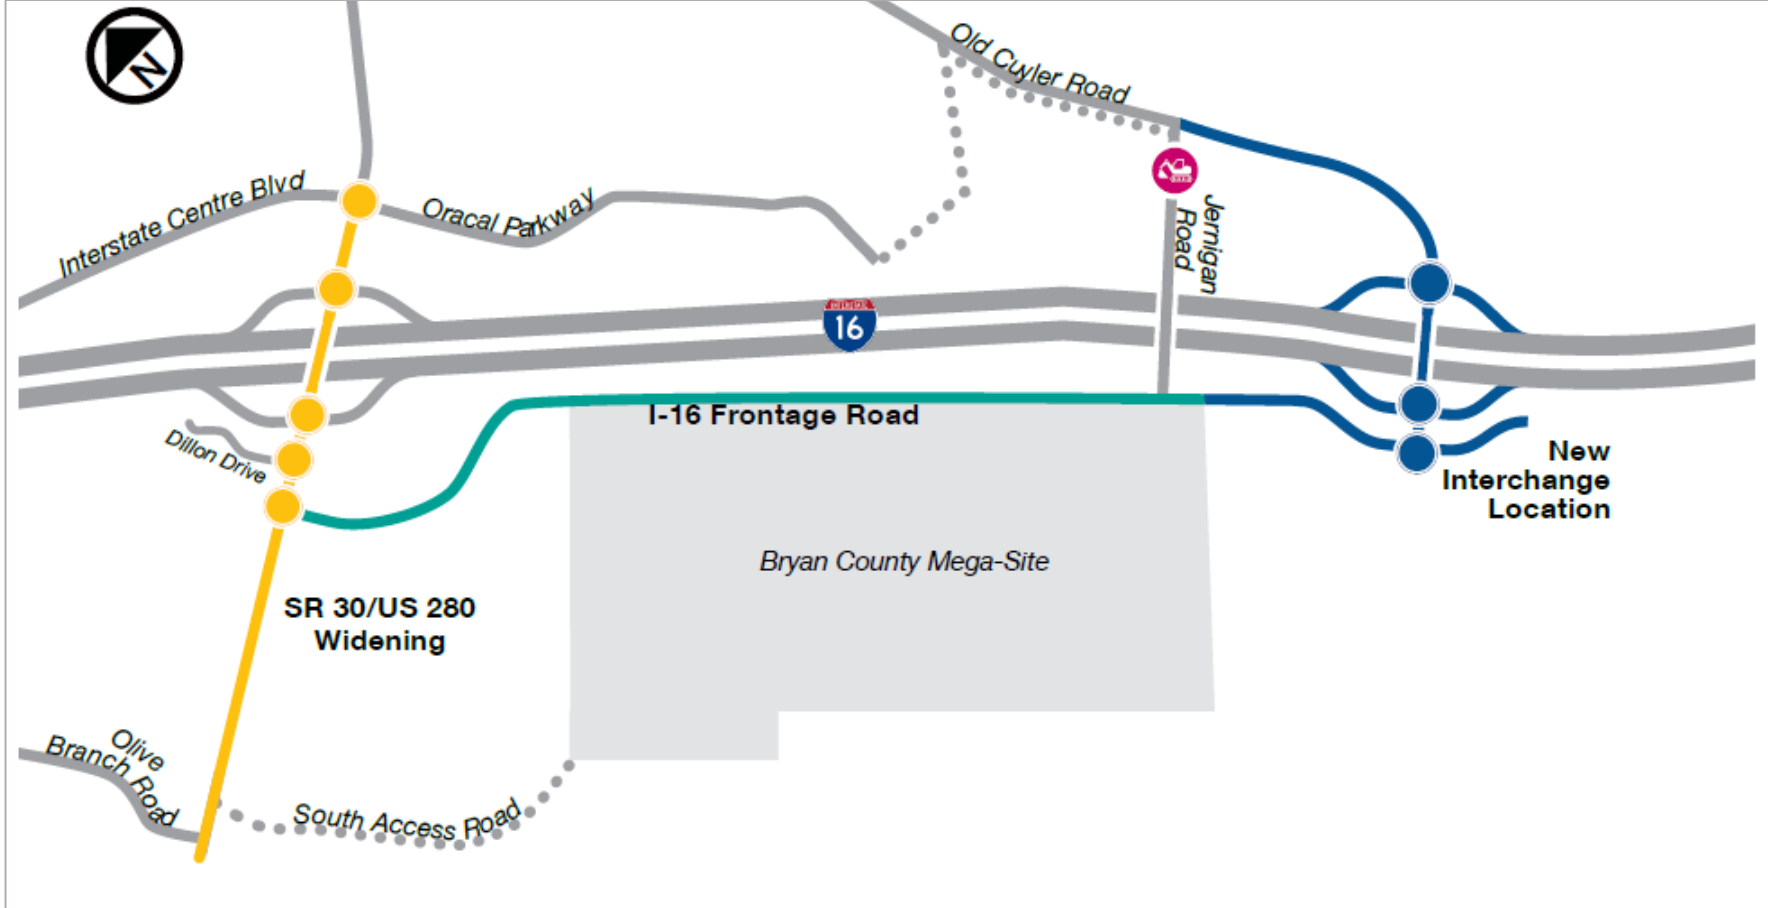 N
Old Cuyler Road
Interstate Centre Blvd
Oracal Parkway
Jernigan
Road
INTERSTATE
16
I-16 Frontage Road
Dillon Drive
New
Interchange
Location
Bryan County Mega-Site
SR 30/US 280
Widening
Olive
Branch Road
South Access Road